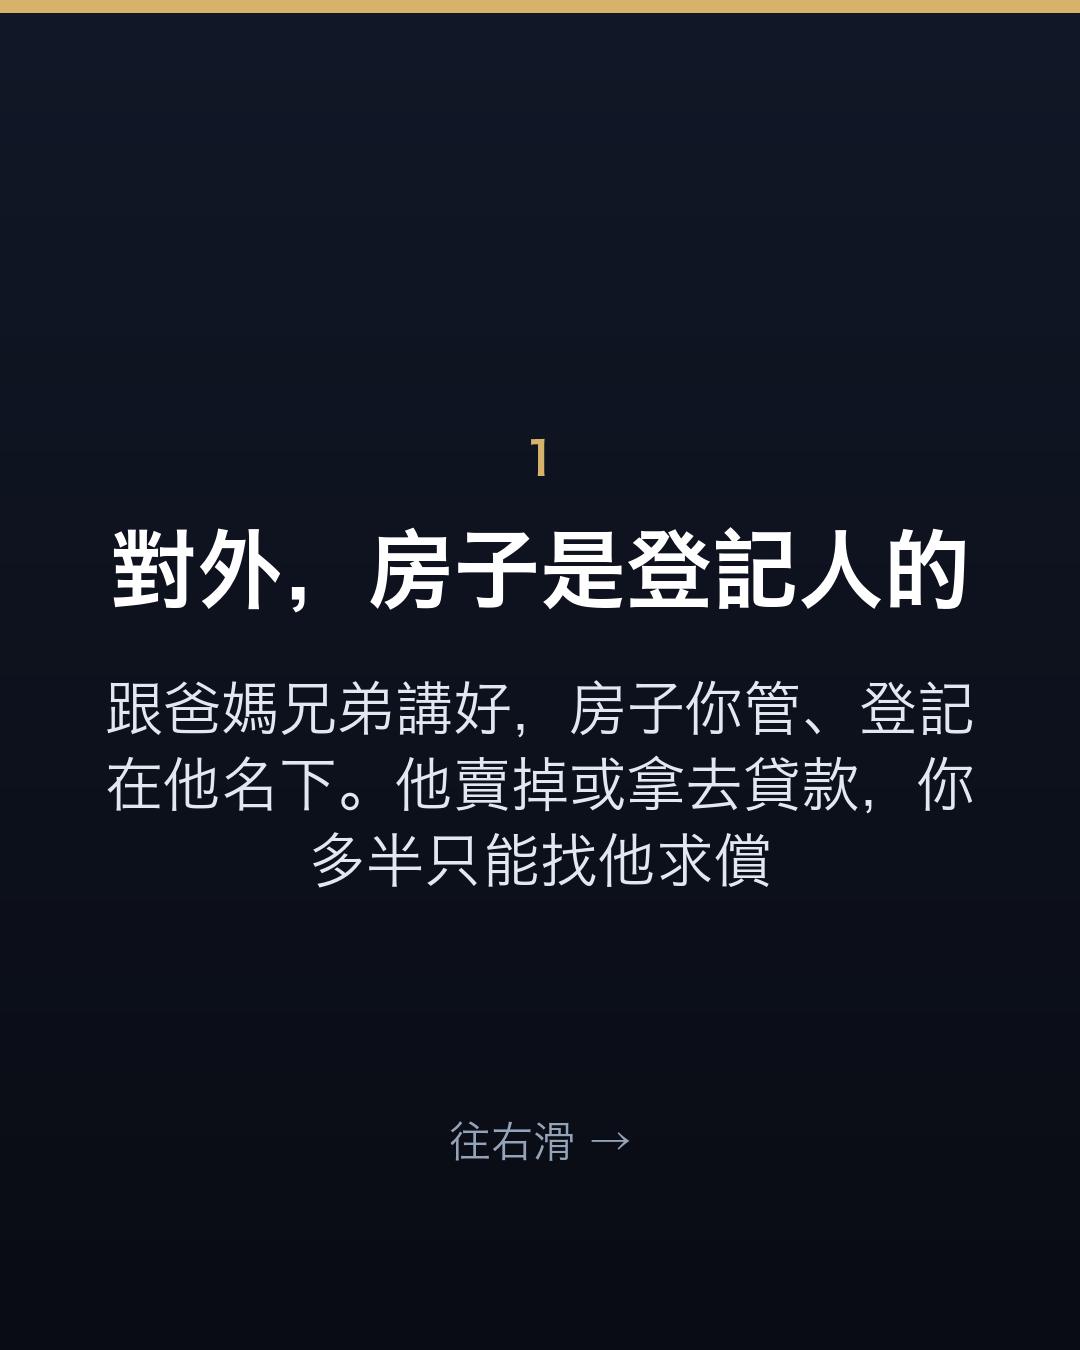 1
對外，房子是登記人的
跟爸媽兄弟講好，房子你管、登記
在他名下。他賣掉或拿去貸款，你
多半只能找他求償
往右滑 →